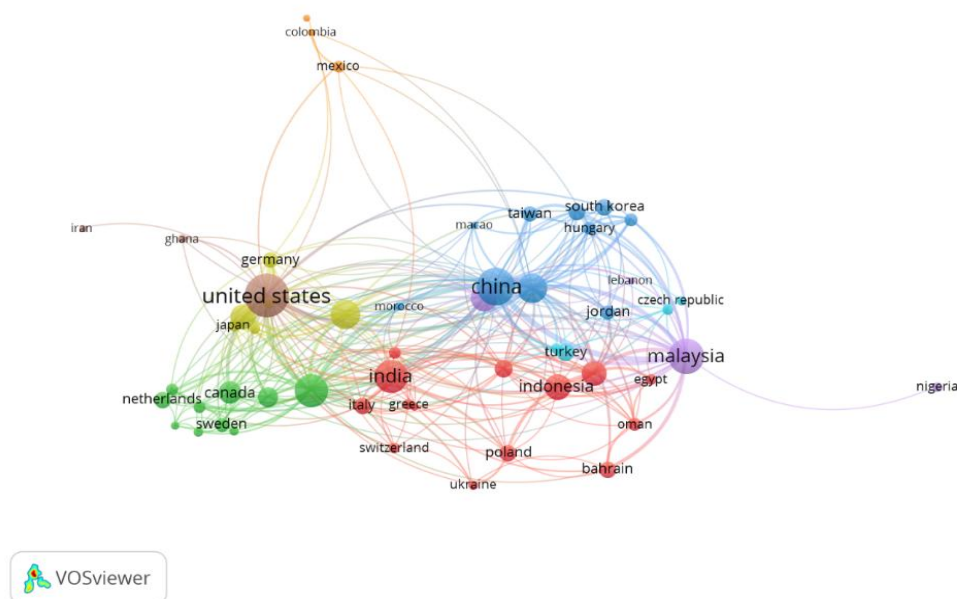 colombia
mexico
iran
ghana
germany
united states
japan
netherlands
canada
sweden
macao
taiwan
south korea
hungary
china
lebanon
czech republic
morocco
jordan
turkey
malaysia
india
indonesia
egypt
nigeria
italy
greece
oman
switzerland
poland
bahrain
ukraine
VOSviewer